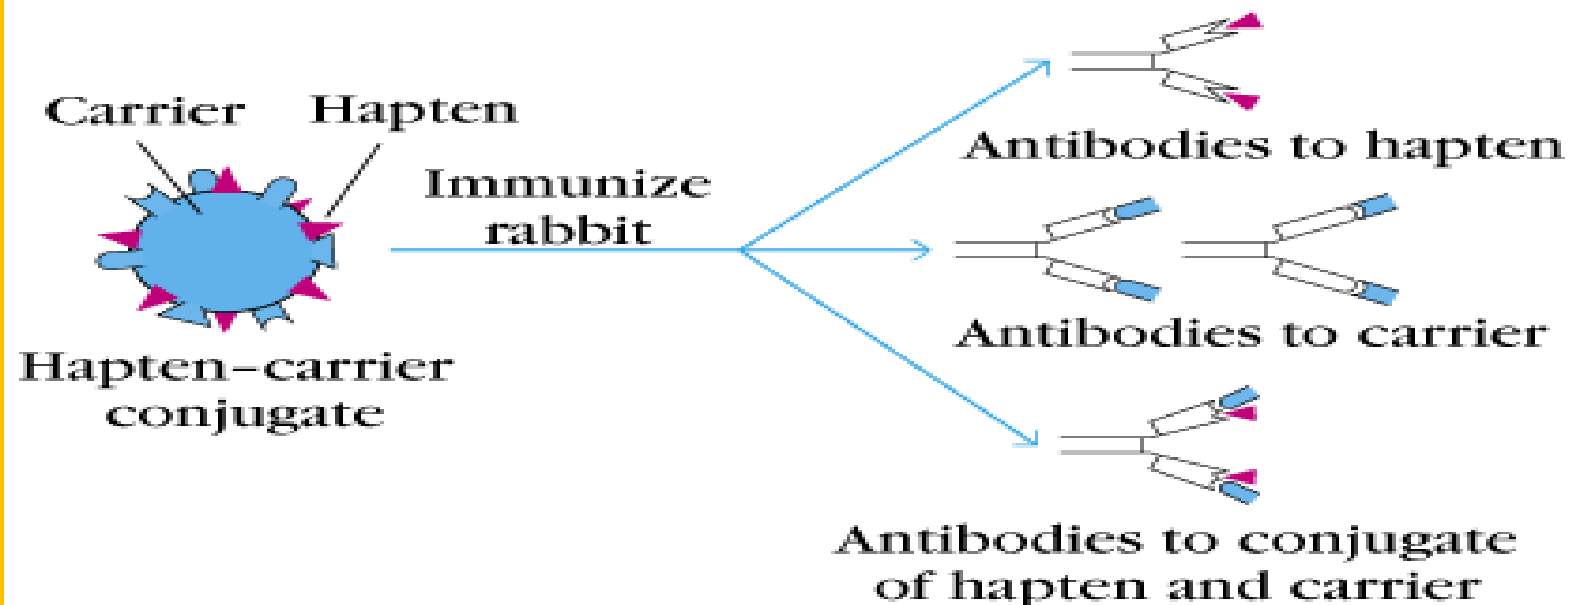 Carrier
Hapten
Immunize
rabbit
Hapten–carrier
conjugate
Antibodies to hapten
Antibodies to carrier
Antibodies to conjugate
of hapten and carrier